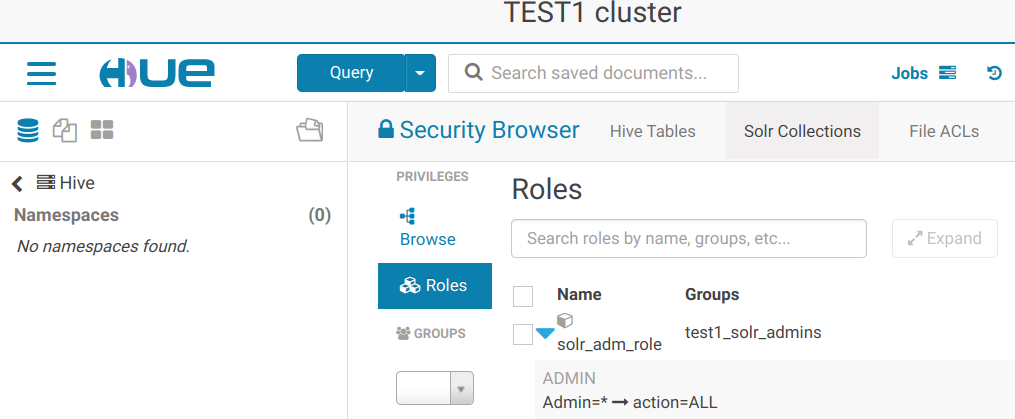 TEST1 cluster
HUE
Query
Search saved documents...
Jobs
Security Browser
Hive Tables
Solr Collections
File ACLs
Hive
Namespaces (0)
No namespaces found.
PRIVILEGES
Browse
Roles
GROUPS
Roles
Search roles by name, groups, etc...
Expand
Name Groups
solr_adm_role test1_solr_admins
ADMIN
Admin=* ➞ action=ALL